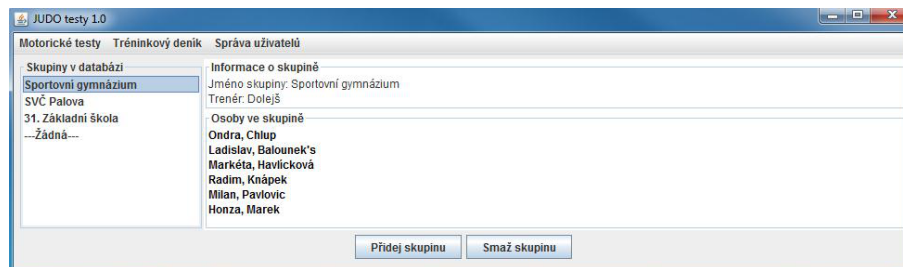 JUDO testy 1.0
Motorické testy Tréninkový deník Správa uživatelů
Skupiny v databázi
Sportovní gymnázium
SVČ Palova
31. Základní škola
---Žádná---
Informace o skupině
Jméno skupiny: Sportovní gymnázium
Trenér: Dolejš
Osoby ve skupině
Ondra, Chlup
Ladislav, Balounek's
Markéta, Havlícková
Radim, Knápek
Milan, Pavlovic
Honza, Marek
Přidej skupinu Smaž skupinu